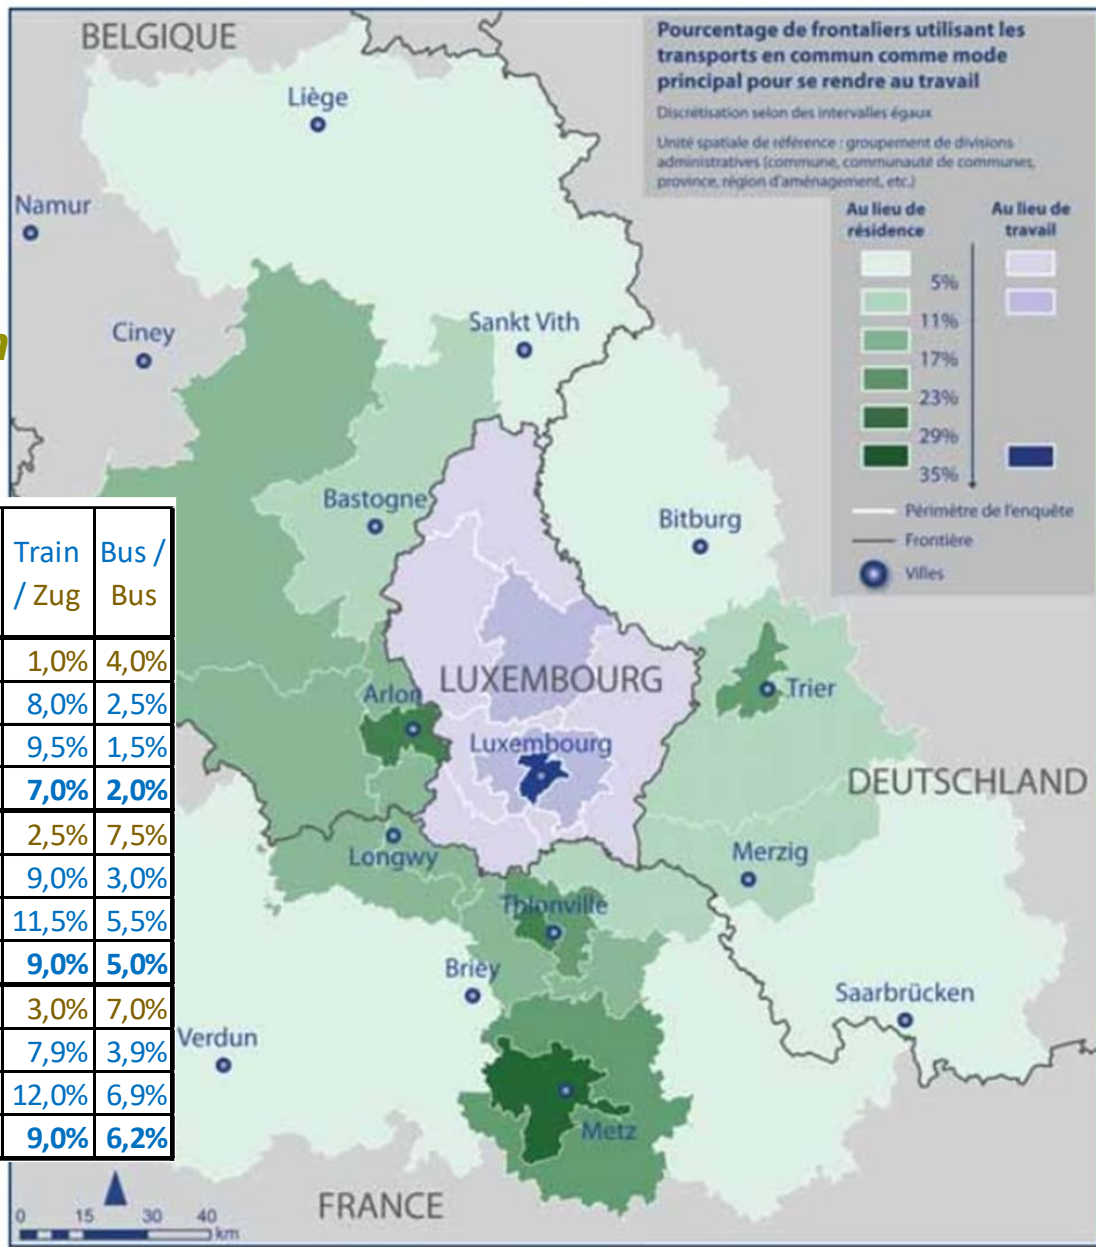 BELGIQUE
Pourcentage de frontaliers utilisant les
transports en commun comme mode
principal pour se rendre au travail
Discrétisation selon des intervalles égaux
Unité spatiale de référence : groupement de divisions
administratives (commune, communauté de communes,
province, région d'aménagement, etc.)
Au lieu de
résidence
Au lieu de
travail
5%
11%
17%
23%
29%
35%
Périmètre de l'enquête
Frontière
Villes
Liège
Namur
Ciney
Sankt Vith
Bastogne
Bitburg
LUXEMBOURG
Trier
Arlon
Luxembourg
DEUTSCHLAND
Longwy
Merzig
Thionville
Briey
Saarbrücken
Verdun
Metz
FRANCE
Train / Zug Bus / Bus
1,0% 4,0%
8,0% 2,5%
9,5% 1,5%
7,0% 2,0%
2,5% 7,5%
9,0% 3,0%
11,5% 5,5%
9,0% 5,0%
3,0% 7,0%
7,9% 3,9%
12,0% 6,9%
9,0% 6,2%
0 15 30 40
km